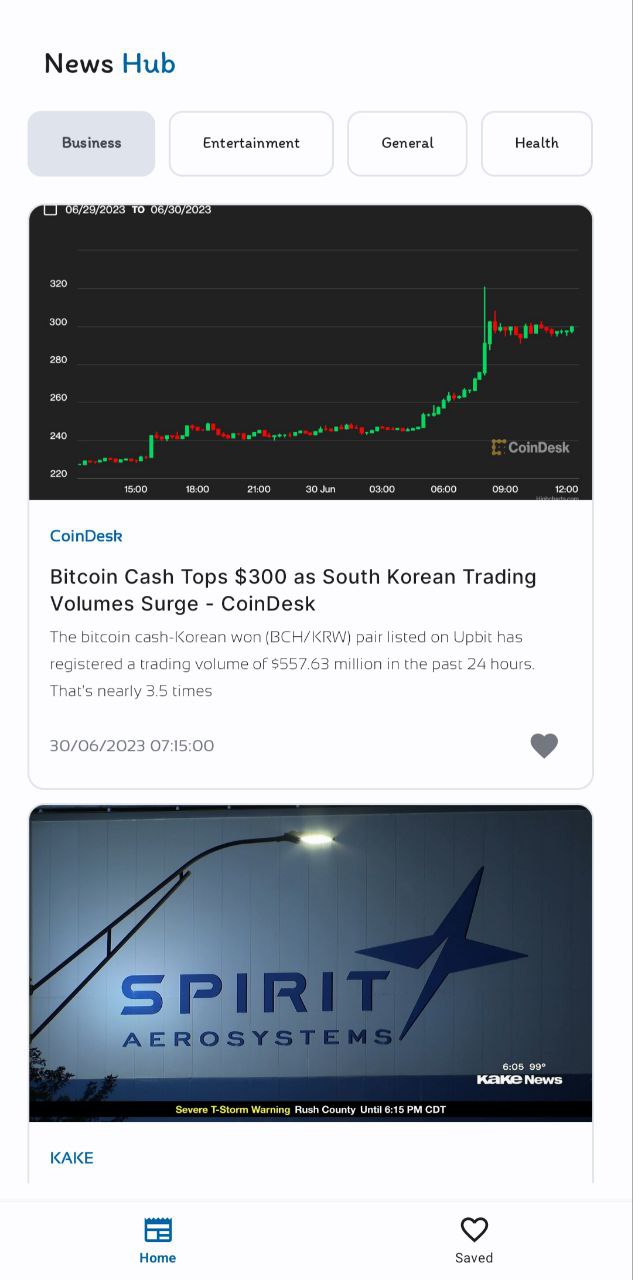 News Hub
Business
Entertainment
General
Health
06/29/2023 TO 06/30/2023
320
300
280
260
240
220
CoinDesk
15:00 18:00 21:00 30 Jun 03:00 06:00 09:00 12:00
Highcharts.com
CoinDesk
Bitcoin Cash Tops $300 as South Korean Trading
Volumes Surge - CoinDesk
The bitcoin cash-Korean won (BCH/KRW) pair listed on Upbit has
registered a trading volume of $557.63 million in the past 24 hours.
That's nearly 3.5 times
30/06/2023 07:15:00
SPIRIT
AEROSYSTEMS
6:05 99°
KAKE News
Severe T-Storm Warning Rush County Until 6:15 PM CDT
KAKE
Home
Saved